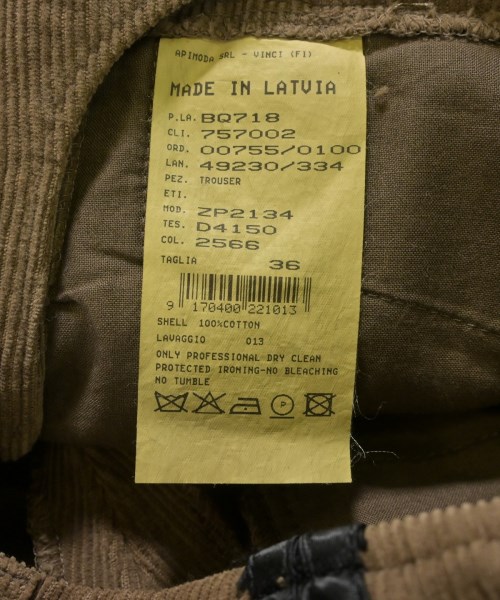 APIMODA SRL - VINCI (FI)
MADE IN LATVIA
P.LA. BQ718
CLI. 757002
ORD. 00755/0100
LAN. 49230/334
PEZ. TROUSER
ETI.
MOD. ZP2134
TES. D4150
COL. 2566
TAGLIA 36
9 170400 221013
SHELL 100%COTTON
LAVAGGIO 013
ONLY PROFESSIONAL DRY CLEAN
PROTECTED IRONING-NO BLEACHING
NO TUMBLE
P